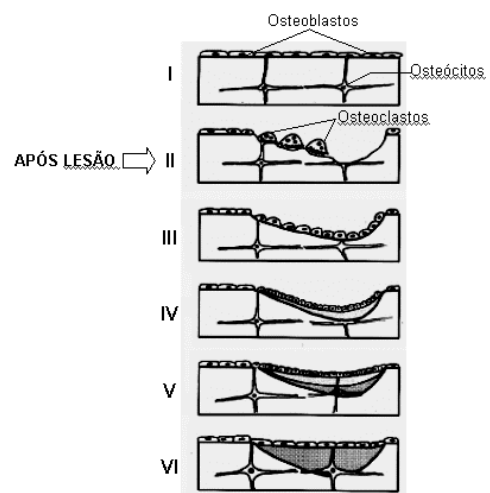 Osteoblastos
I
Osteócitos
Osteoclastos
APÓS LESÃO
II
III
IV
V
VI